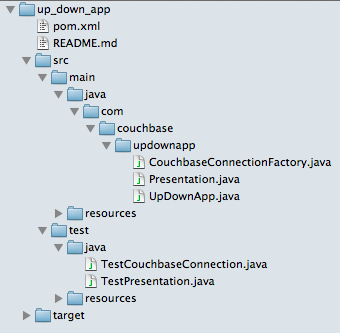 up_down_app
pom.xml
README.md
src
main
java
com
couchbase
updownapp
CouchbaseConnectionFactory.java
Presentation.java
UpDownApp.java
resources
test
java
TestCouchbaseConnection.java
TestPresentation.java
resources
target